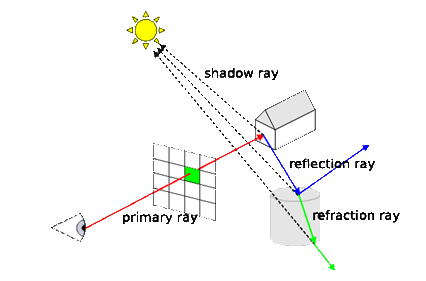 shadow ray
reflection ray
primary ray
refraction ray